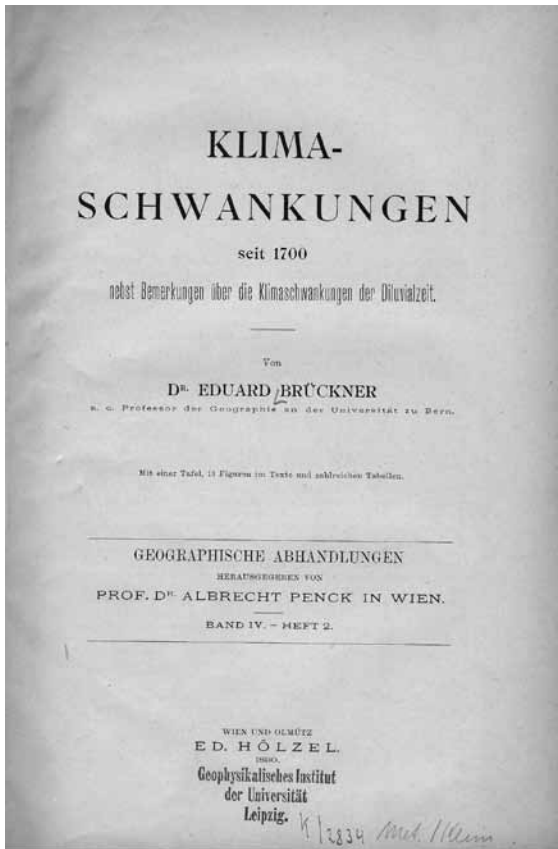 KLIMA-
SCHWANKUNGEN
seit 1700
nebst Bemerkungen über die Klimaschwankungen der Diluvialzeit.
Von
DR. EDUARD BRÜCKNER
Professor der Geographie an der Universität zu Bern.
Mit einer Tafel, 13 Figuren im Texte und zahlreichen Tabellen.
GEOGRAPHISCHE ABHANDLUNGEN
HERAUSGEGEBEN VON
PROF. DR. ALBRECHT PENCK IN WIEN.
BAND IV. – HEFT 2.
WIEN UND OLMÜTZ
ED. HÖLZEL.
1890.
Geophysikalisches Institut
der Universität
Leipzig.
K/2834 Met. / Klein